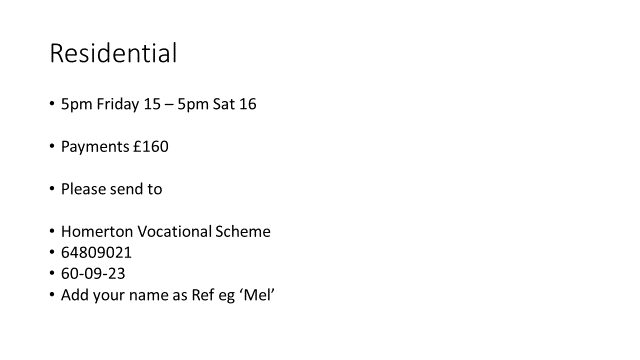 Residential
• 5pm Friday 15 – 5pm Sat 16
• Payments £160
• Please send to
• Homerton Vocational Scheme
• 64809021
• 60-09-23
• Add your name as Ref eg ‘Mel’